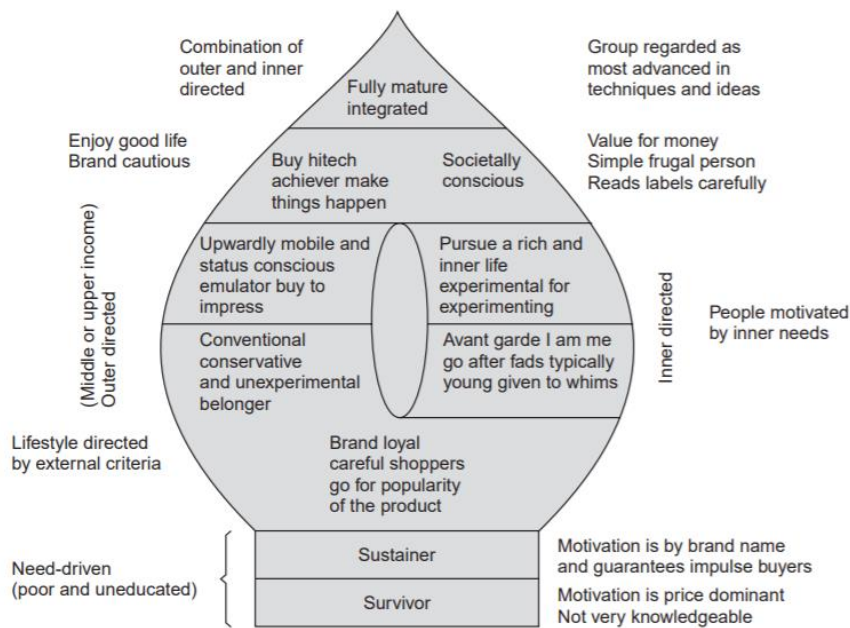 Combination of
outer and inner
directed
Fully mature
integrated
Group regarded as
most advanced in
techniques and ideas
Enjoy good life
Brand cautious
Buy hitech
achiever make
things happen
Societally
conscious
Value for money
Simple frugal person
Reads labels carefully
(Middle or upper income)
Outer directed
Upwardly mobile and
status conscious
emulator buy to
impress
Pursue a rich and
inner life
experimental for
experimenting
Conventional
conservative
and unexperimental
belonger
Avant garde I am me
go after fads typically
young given to whims
Inner directed
People motivated
by inner needs
Lifestyle directed
by external criteria
Brand loyal
careful shoppers
go for popularity
of the product
Need-driven
(poor and uneducated)
Sustainer
Motivation is by brand name
and guarantees impulse buyers
Survivor
Motivation is price dominant
Not very knowledgeable